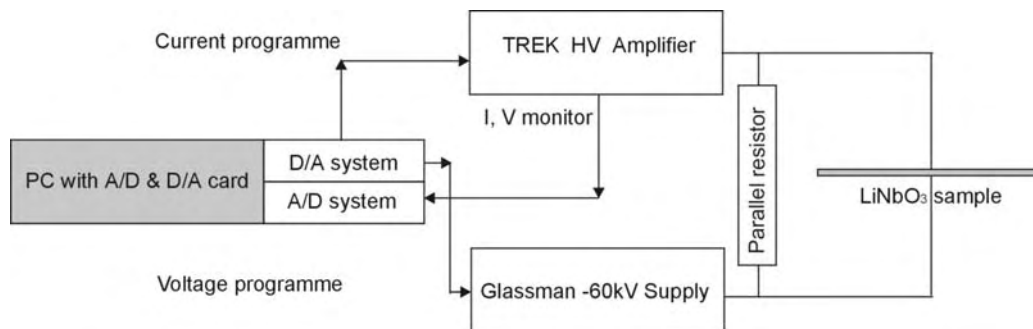 Current programme
TREK HV Amplifier
I, V monitor
PC with A/D & D/A card
D/A system
A/D system
Parallel resistor
LiNbO₃ sample
Voltage programme
Glassman -60kV Supply